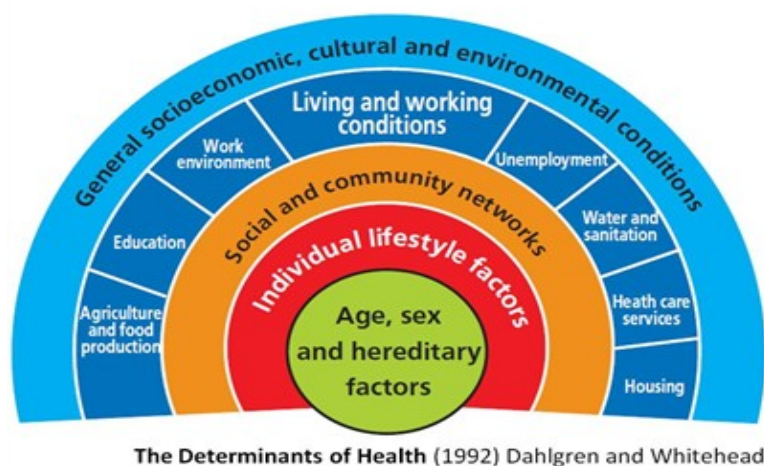 General socioeconomic, cultural and environmental conditions
Living and working
conditions
Work
environment
Unemployment
Education
Water and
sanitation
Agriculture
and food
production
Heath care
services
Housing
Social and community networks
Individual lifestyle factors
Age, sex
and hereditary
factors
The Determinants of Health (1992) Dahlgren and Whitehead